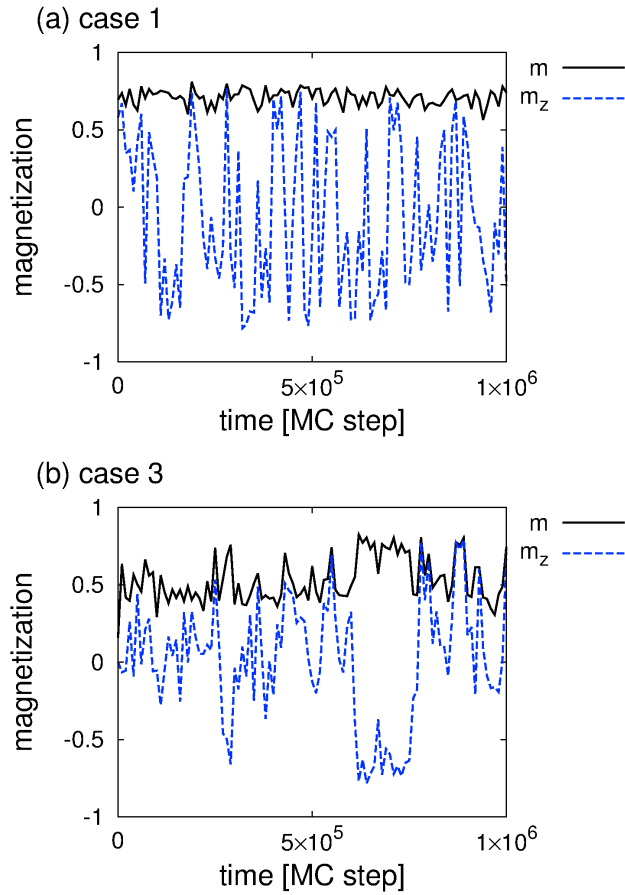 (a) case 1
m
m_z
1
0.5
0
-0.5
-1
magnetization
0
5×10^5
1×10^6
time [MC step]
(b) case 3
m
m_z
1
0.5
0
-0.5
-1
magnetization
0
5×10^5
1×10^6
time [MC step]